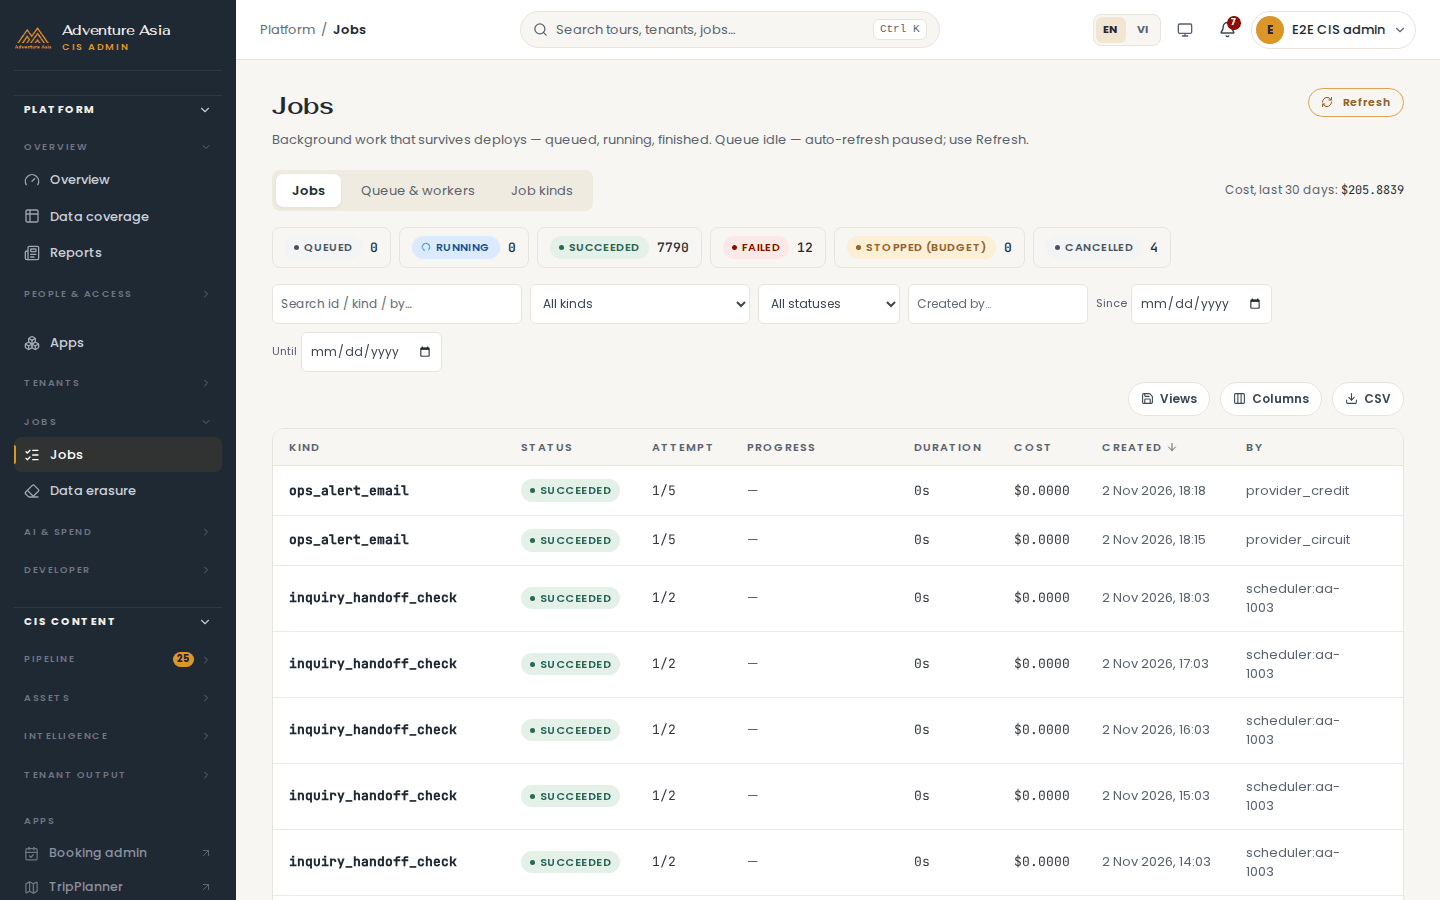 Adventure Asia
CIS ADMIN
Adventure Asia
PLATFORM
OVERVIEW
Overview
Data coverage
Reports
PEOPLE & ACCESS
Apps
TENANTS
JOBS
Jobs
Data erasure
AI & SPEND
DEVELOPER
CIS CONTENT
PIPELINE 25
ASSETS
INTELLIGENCE
TENANT OUTPUT
APPS
Booking admin
TripPlanner
Platform / Jobs
Search tours, tenants, jobs... Ctrl K
EN VI
7
E E2E CIS admin
Jobs
Refresh
Background work that survives deploys — queued, running, finished. Queue idle — auto-refresh paused; use Refresh.
Jobs Queue & workers Job kinds
Cost, last 30 days: $205.8839
QUEUED 0 RUNNING 0 SUCCEEDED 7790 FAILED 12 STOPPED (BUDGET) 0 CANCELLED 4
Search id / kind / by... All kinds All statuses Created by... Since mm/dd/yyyy
Until mm/dd/yyyy
Views Columns CSV
KIND STATUS ATTEMPT PROGRESS DURATION COST CREATED ↓ BY
ops_alert_email SUCCEEDED 1/5 — 0s $0.0000 2 Nov 2026, 18:18 provider_credit
ops_alert_email SUCCEEDED 1/5 — 0s $0.0000 2 Nov 2026, 18:15 provider_circuit
inquiry_handoff_check SUCCEEDED 1/2 — 0s $0.0000 2 Nov 2026, 18:03 scheduler:aa-
1003
inquiry_handoff_check SUCCEEDED 1/2 — 0s $0.0000 2 Nov 2026, 17:03 scheduler:aa-
1003
inquiry_handoff_check SUCCEEDED 1/2 — 0s $0.0000 2 Nov 2026, 16:03 scheduler:aa-
1003
inquiry_handoff_check SUCCEEDED 1/2 — 0s $0.0000 2 Nov 2026, 15:03 scheduler:aa-
1003
inquiry_handoff_check SUCCEEDED 1/2 — 0s $0.0000 2 Nov 2026, 14:03 scheduler:aa-
1003